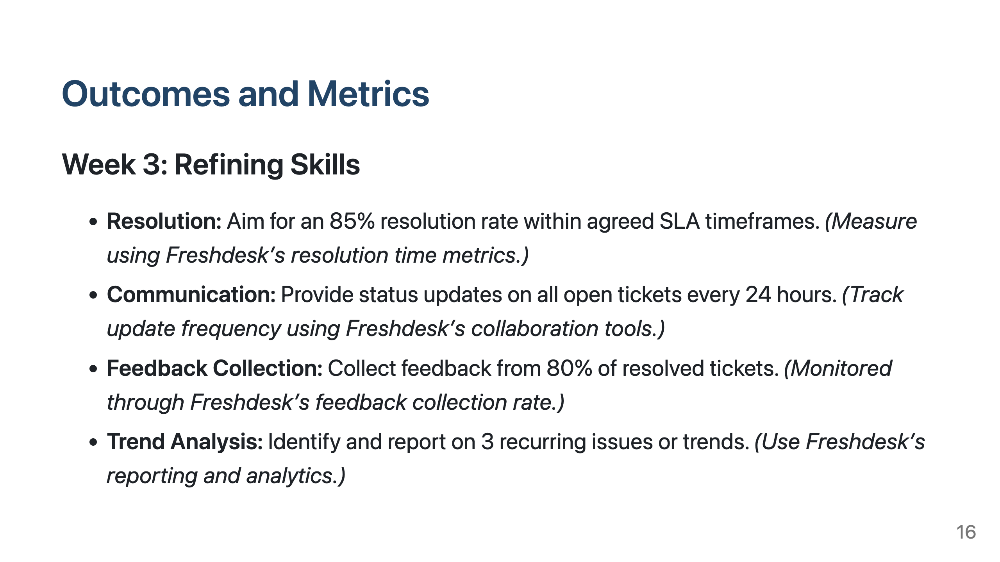 Outcomes and Metrics
Week 3: Refining Skills
• Resolution: Aim for an 85% resolution rate within agreed SLA timeframes. (Measure
using Freshdesk’s resolution time metrics.)
• Communication: Provide status updates on all open tickets every 24 hours. (Track
update frequency using Freshdesk’s collaboration tools.)
• Feedback Collection: Collect feedback from 80% of resolved tickets. (Monitored
through Freshdesk’s feedback collection rate.)
• Trend Analysis: Identify and report on 3 recurring issues or trends. (Use Freshdesk’s
reporting and analytics.)
16